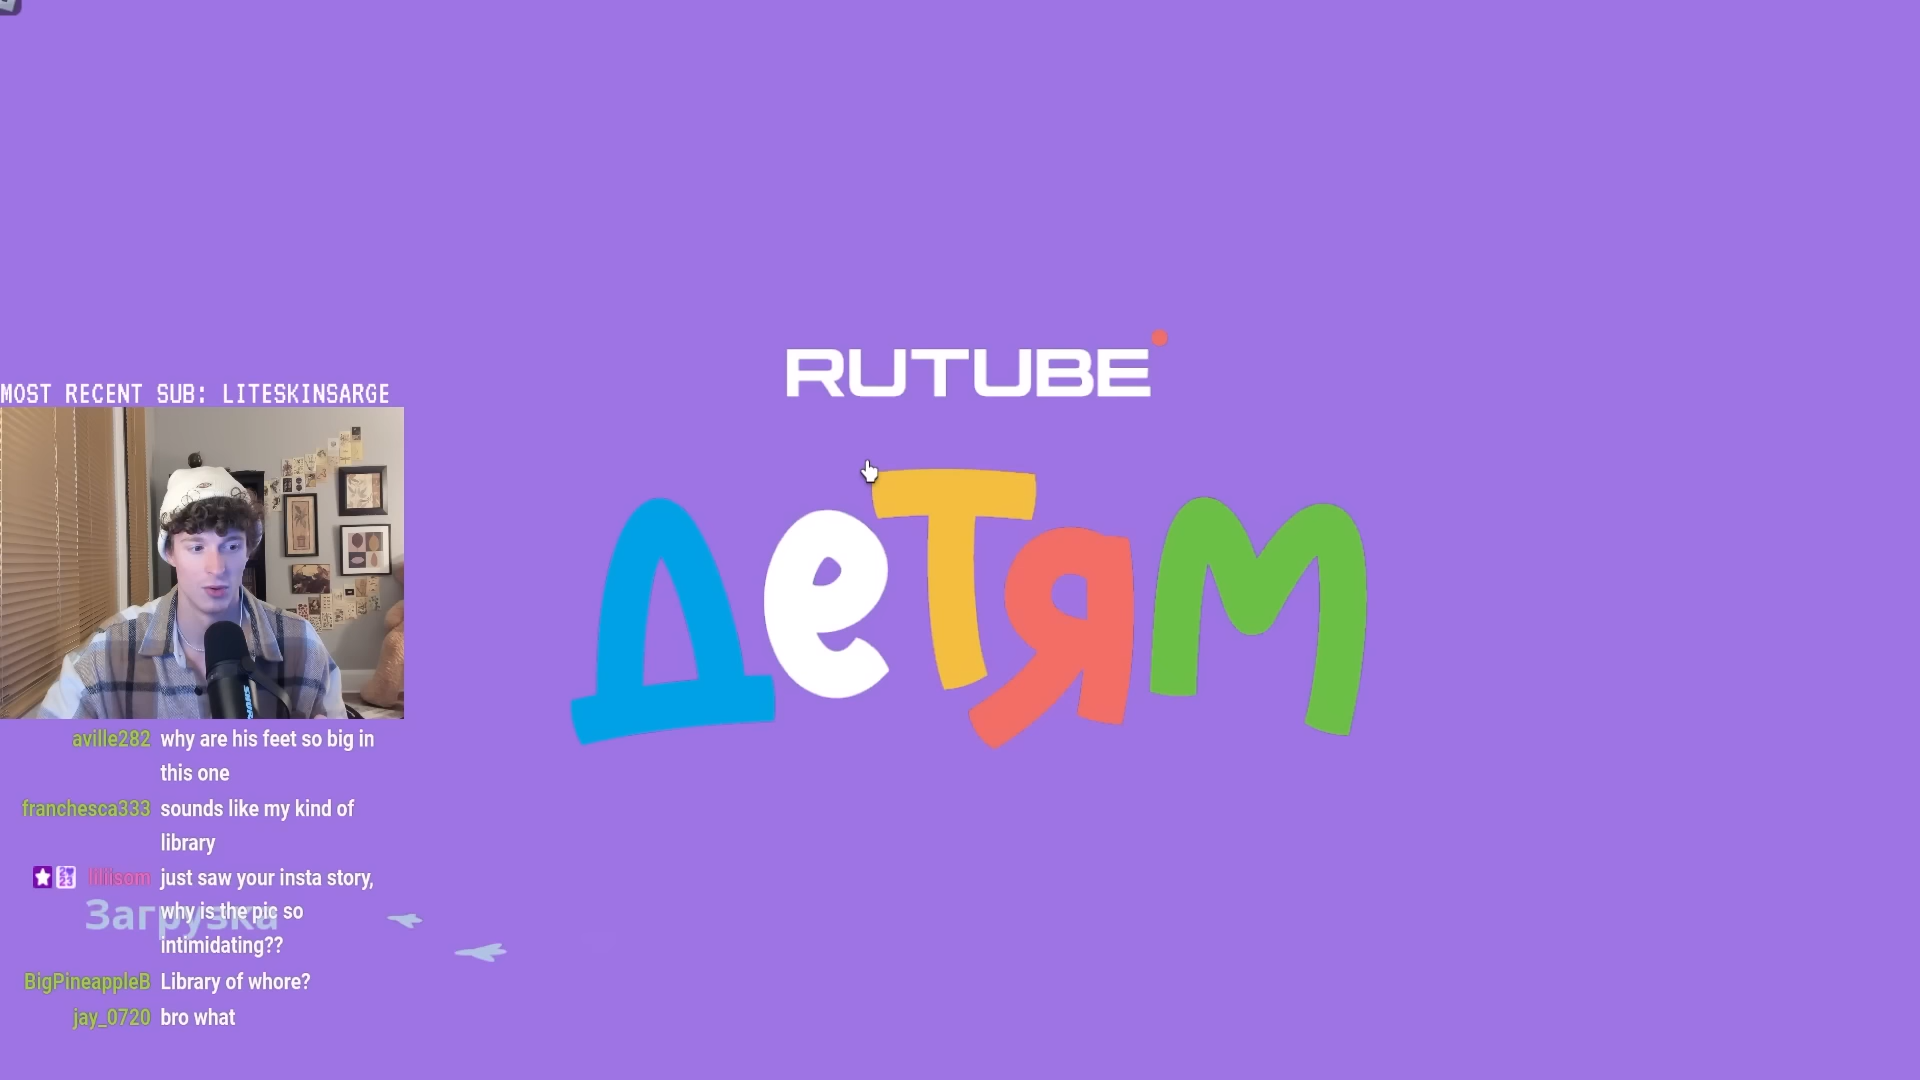 RUTUBE
Детям
MOST RECENT SUB: LITESKINSARGE
aville282 why are his feet so big in
this one
franchesca333 sounds like my kind of
library
just saw your insta story,
Загрузка
why is the pic so
intimidating??
BigPineappleB Library of whore?
jay_0720 bro what